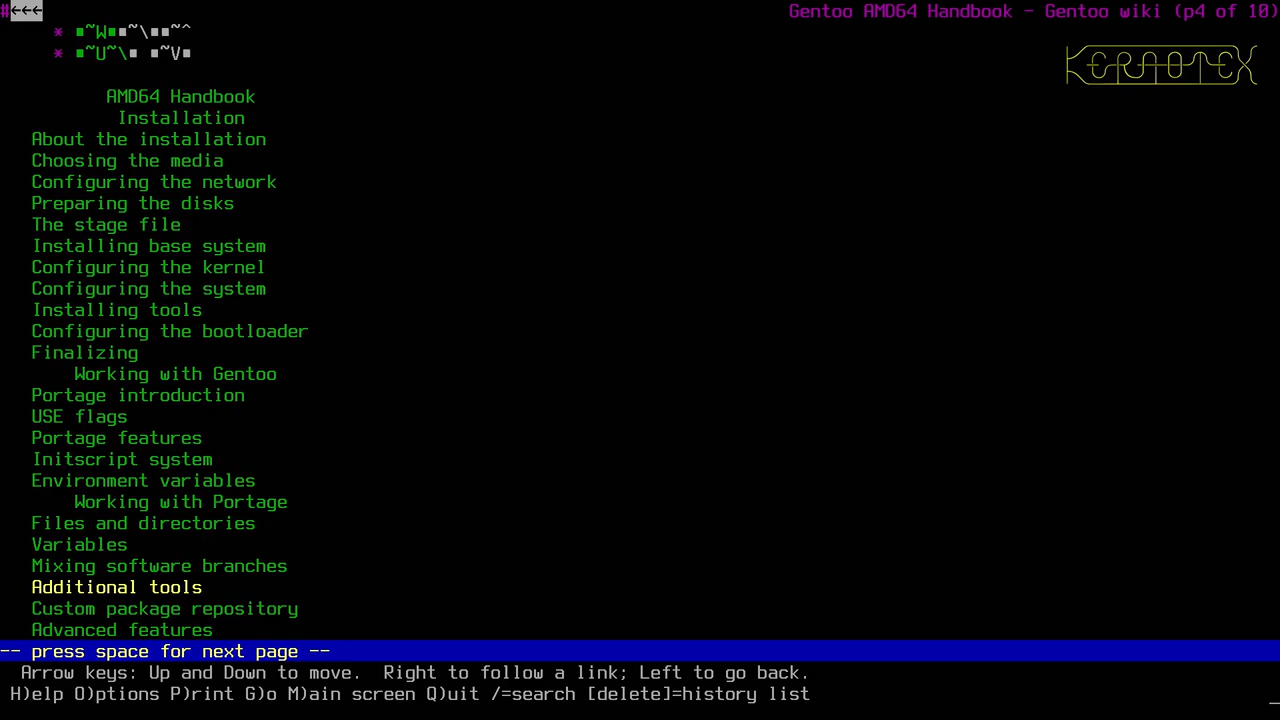 #←←← Gentoo AMD64 Handbook - Gentoo wiki (p4 of 10)
* ▪~W▪▪~\▪▪~^
* ▪~U~\▪ ▪~V▪
AMD64 Handbook
Installation
About the installation
Choosing the media
Configuring the network
Preparing the disks
The stage file
Installing base system
Configuring the kernel
Configuring the system
Installing tools
Configuring the bootloader
Finalizing
Working with Gentoo
Portage introduction
USE flags
Portage features
Initscript system
Environment variables
Working with Portage
Files and directories
Variables
Mixing software branches
Additional tools
Custom package repository
Advanced features
-- press space for next page --
Arrow keys: Up and Down to move.  Right to follow a link; Left to go back.
H)elp O)ptions P)rint G)o M)ain screen Q)uit /=search [delete]=history list